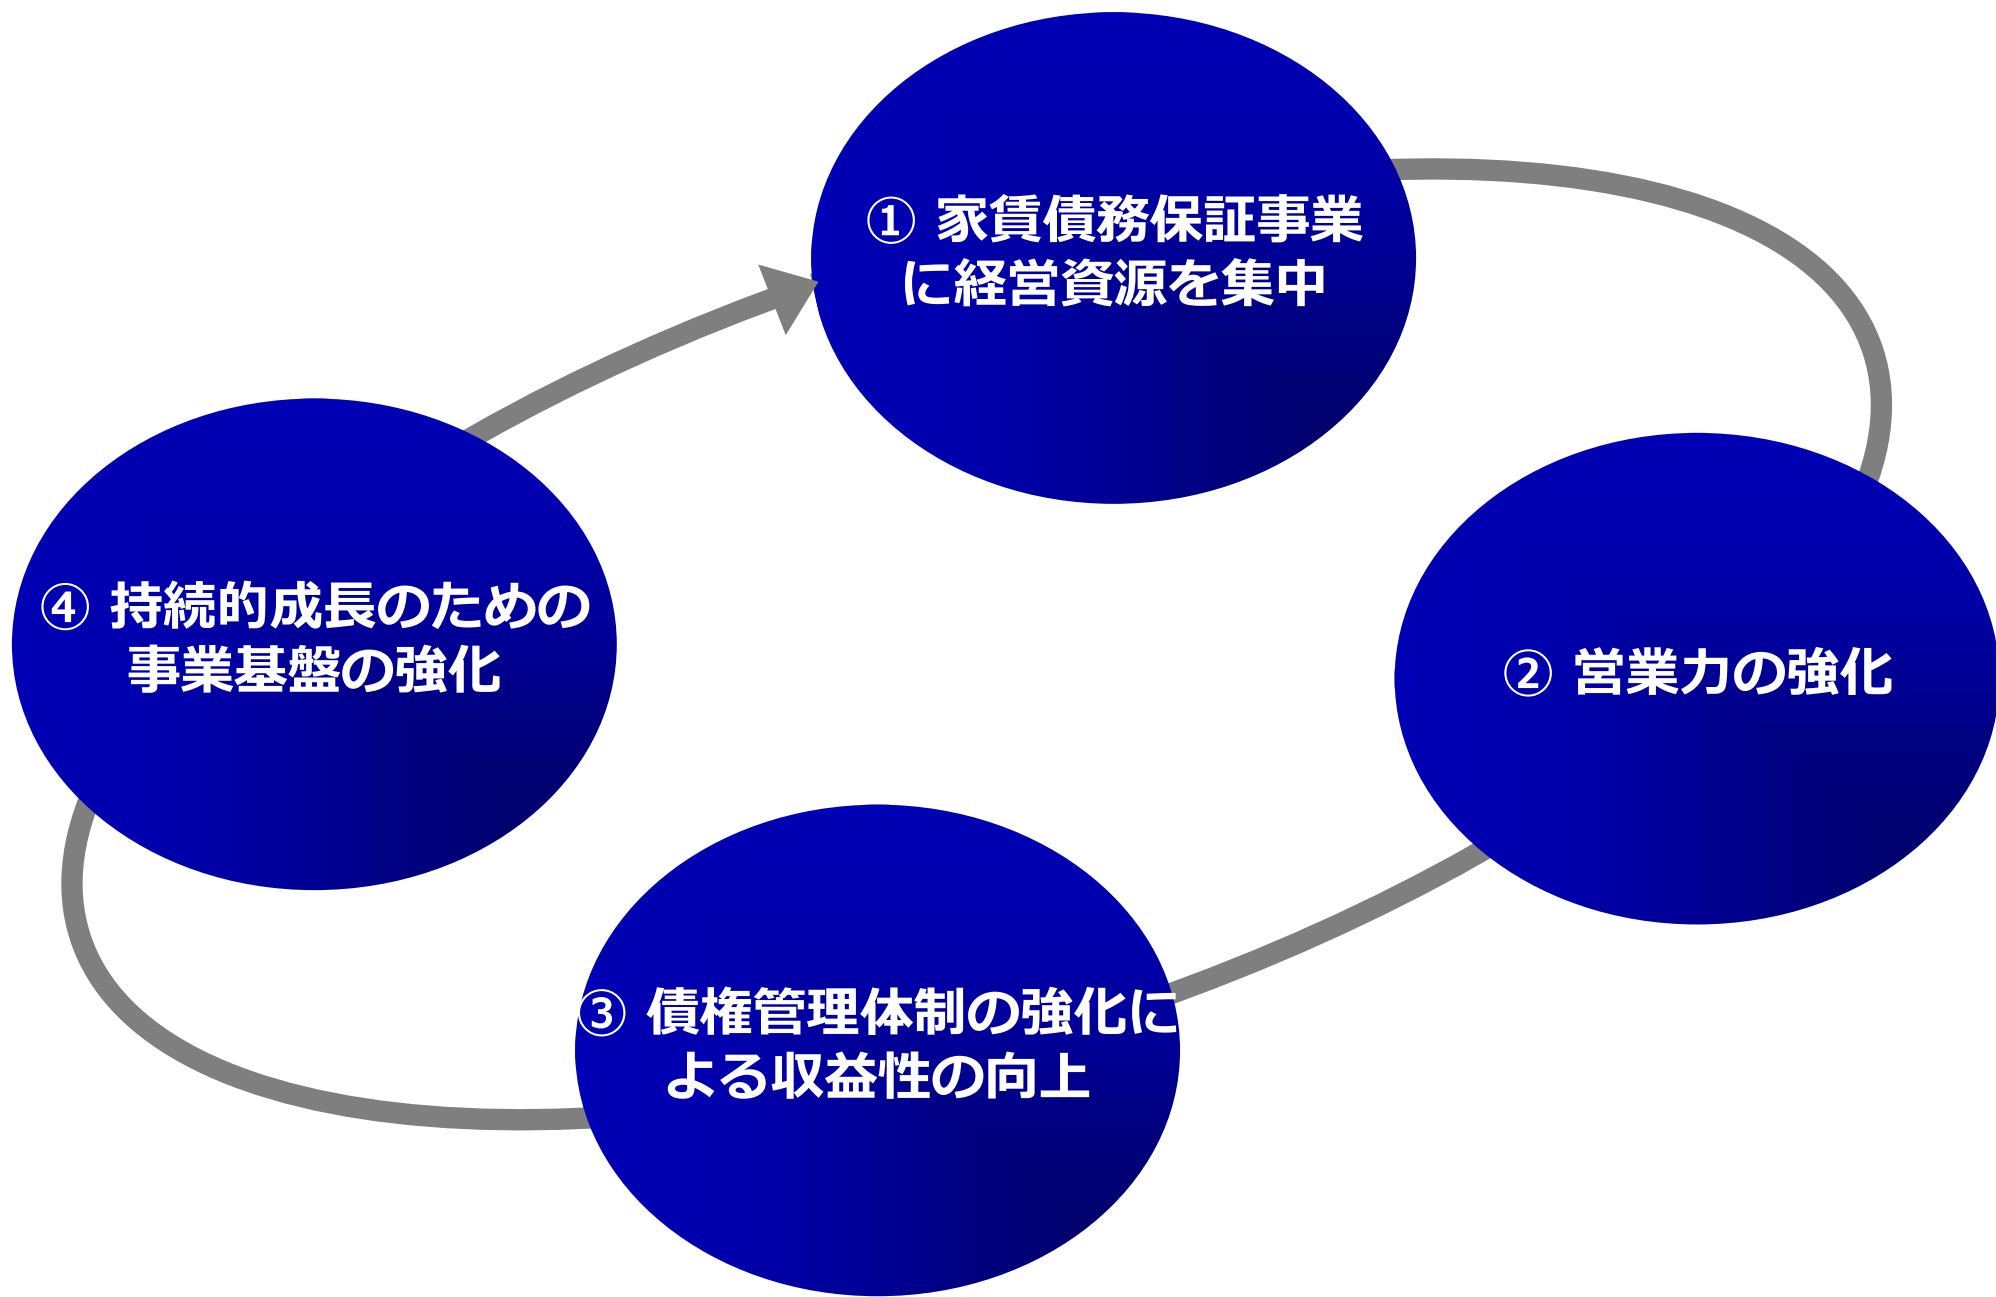 ① 家賃債務保証事業
に経営資源を集中
② 営業力の強化
③ 債権管理体制の強化に
よる収益性の向上
④ 持続的成長のための
事業基盤の強化